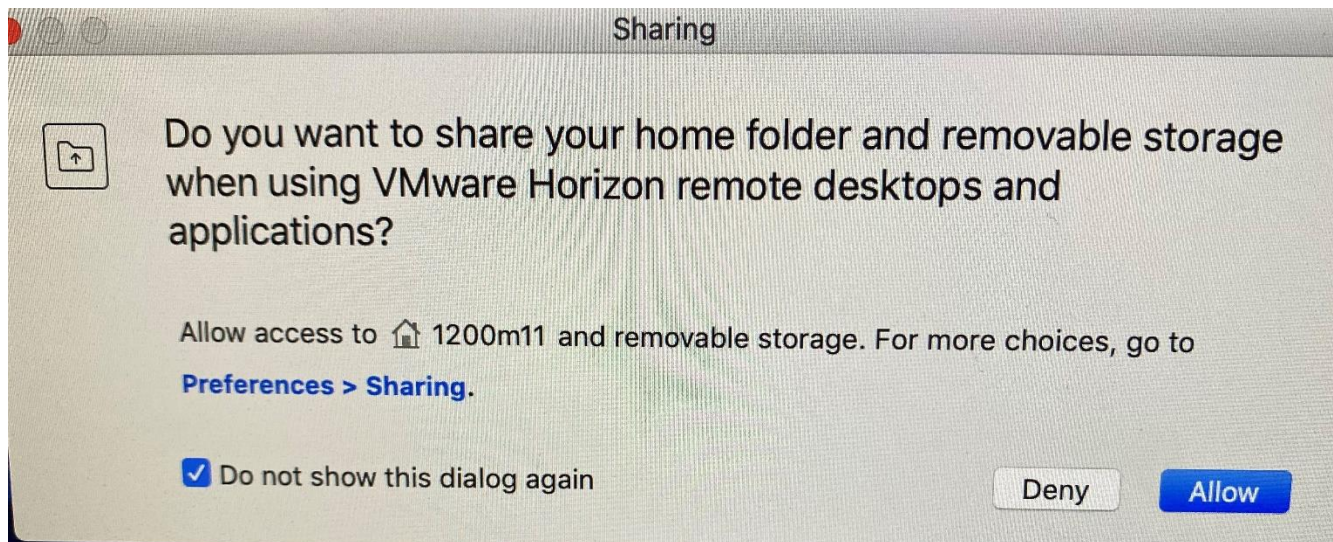 Sharing
Do you want to share your home folder and removable storage
when using VMware Horizon remote desktops and
applications?
Allow access to 1200m11 and removable storage. For more choices, go to
Preferences > Sharing.
Do not show this dialog again
Deny
Allow